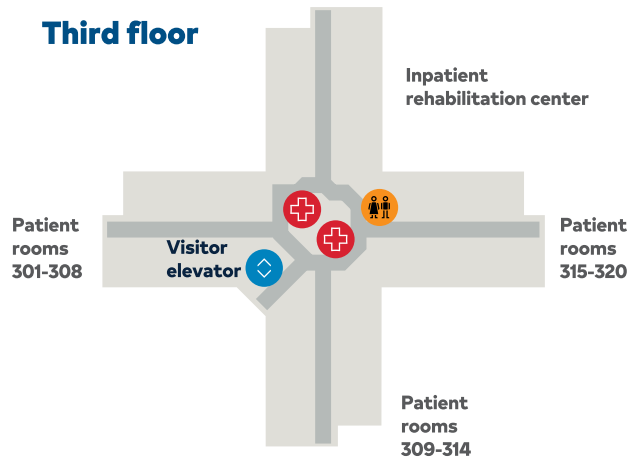 Third floor
Inpatient
rehabilitation center
Patient
rooms
301-308
Visitor
elevator
Patient
rooms
315-320
Patient
rooms
309-314